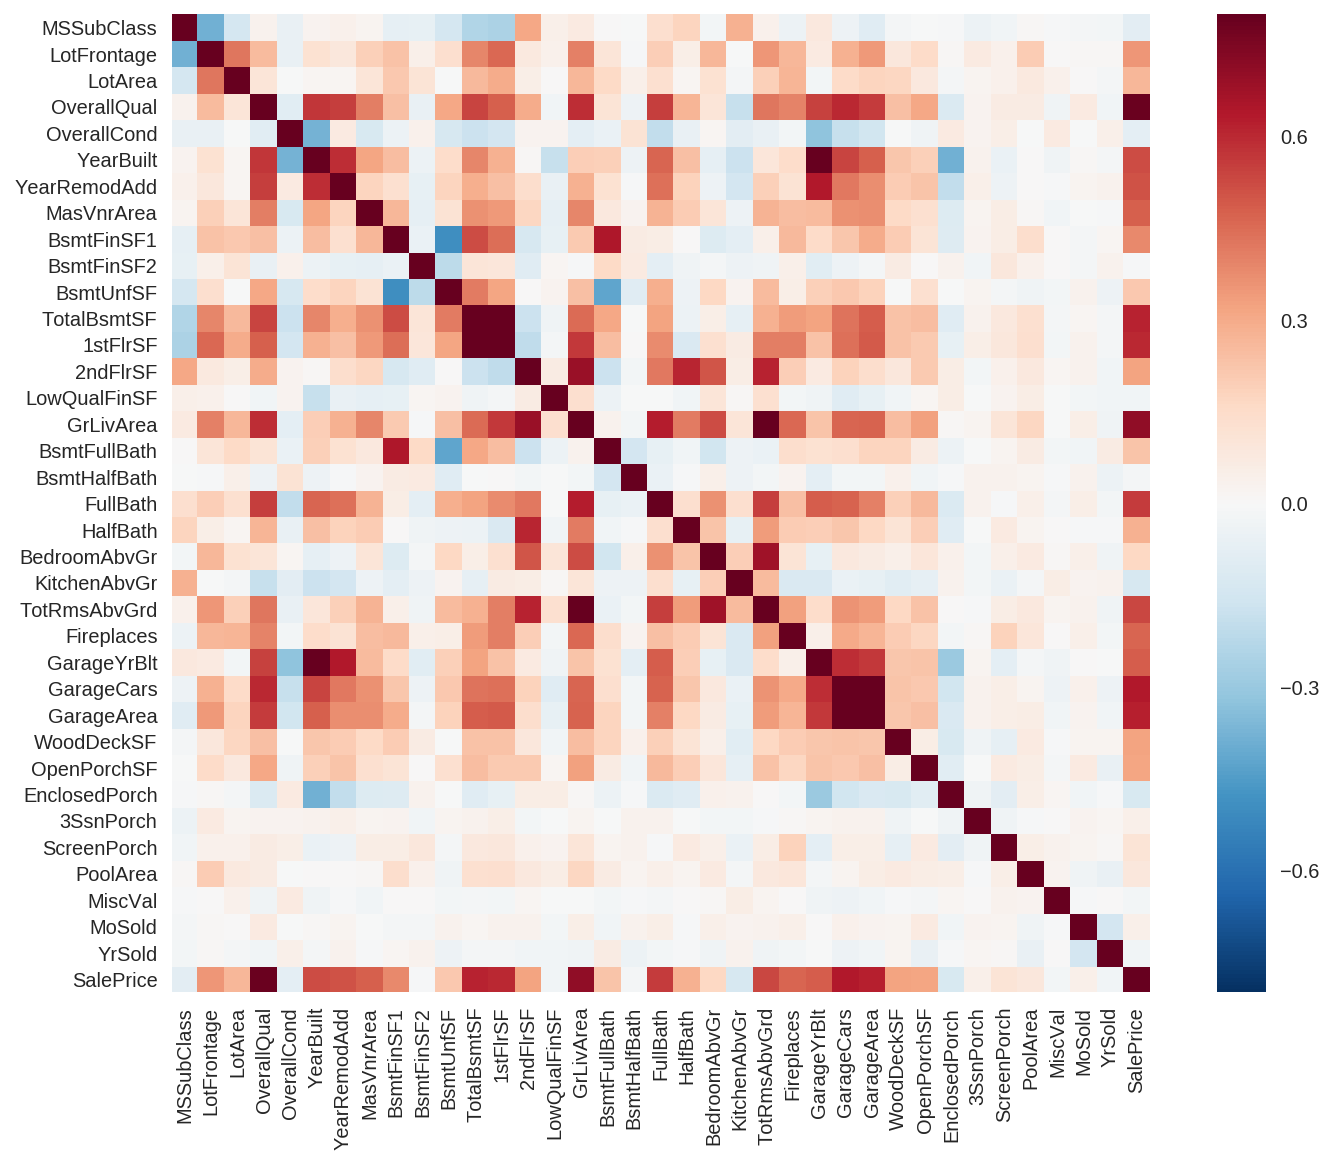 MSSubClass
LotFrontage
LotArea
OverallQual
OverallCond
YearBuilt
YearRemodAdd
MasVnrArea
BsmtFinSF1
BsmtFinSF2
BsmtUnfSF
TotalBsmtSF
1stFlrSF
2ndFlrSF
LowQualFinSF
GrLivArea
BsmtFullBath
BsmtHalfBath
FullBath
HalfBath
BedroomAbvGr
KitchenAbvGr
TotRmsAbvGrd
Fireplaces
GarageYrBlt
GarageCars
GarageArea
WoodDeckSF
OpenPorchSF
EnclosedPorch
3SsnPorch
ScreenPorch
PoolArea
MiscVal
MoSold
YrSold
SalePrice
MSSubClass
LotFrontage
LotArea
OverallQual
OverallCond
YearBuilt
YearRemodAdd
MasVnrArea
BsmtFinSF1
BsmtFinSF2
BsmtUnfSF
TotalBsmtSF
1stFlrSF
2ndFlrSF
LowQualFinSF
GrLivArea
BsmtFullBath
BsmtHalfBath
FullBath
HalfBath
BedroomAbvGr
KitchenAbvGr
TotRmsAbvGrd
Fireplaces
GarageYrBlt
GarageCars
GarageArea
WoodDeckSF
OpenPorchSF
EnclosedPorch
3SsnPorch
ScreenPorch
PoolArea
MiscVal
MoSold
YrSold
SalePrice
0.6
0.3
0.0
−0.3
−0.6